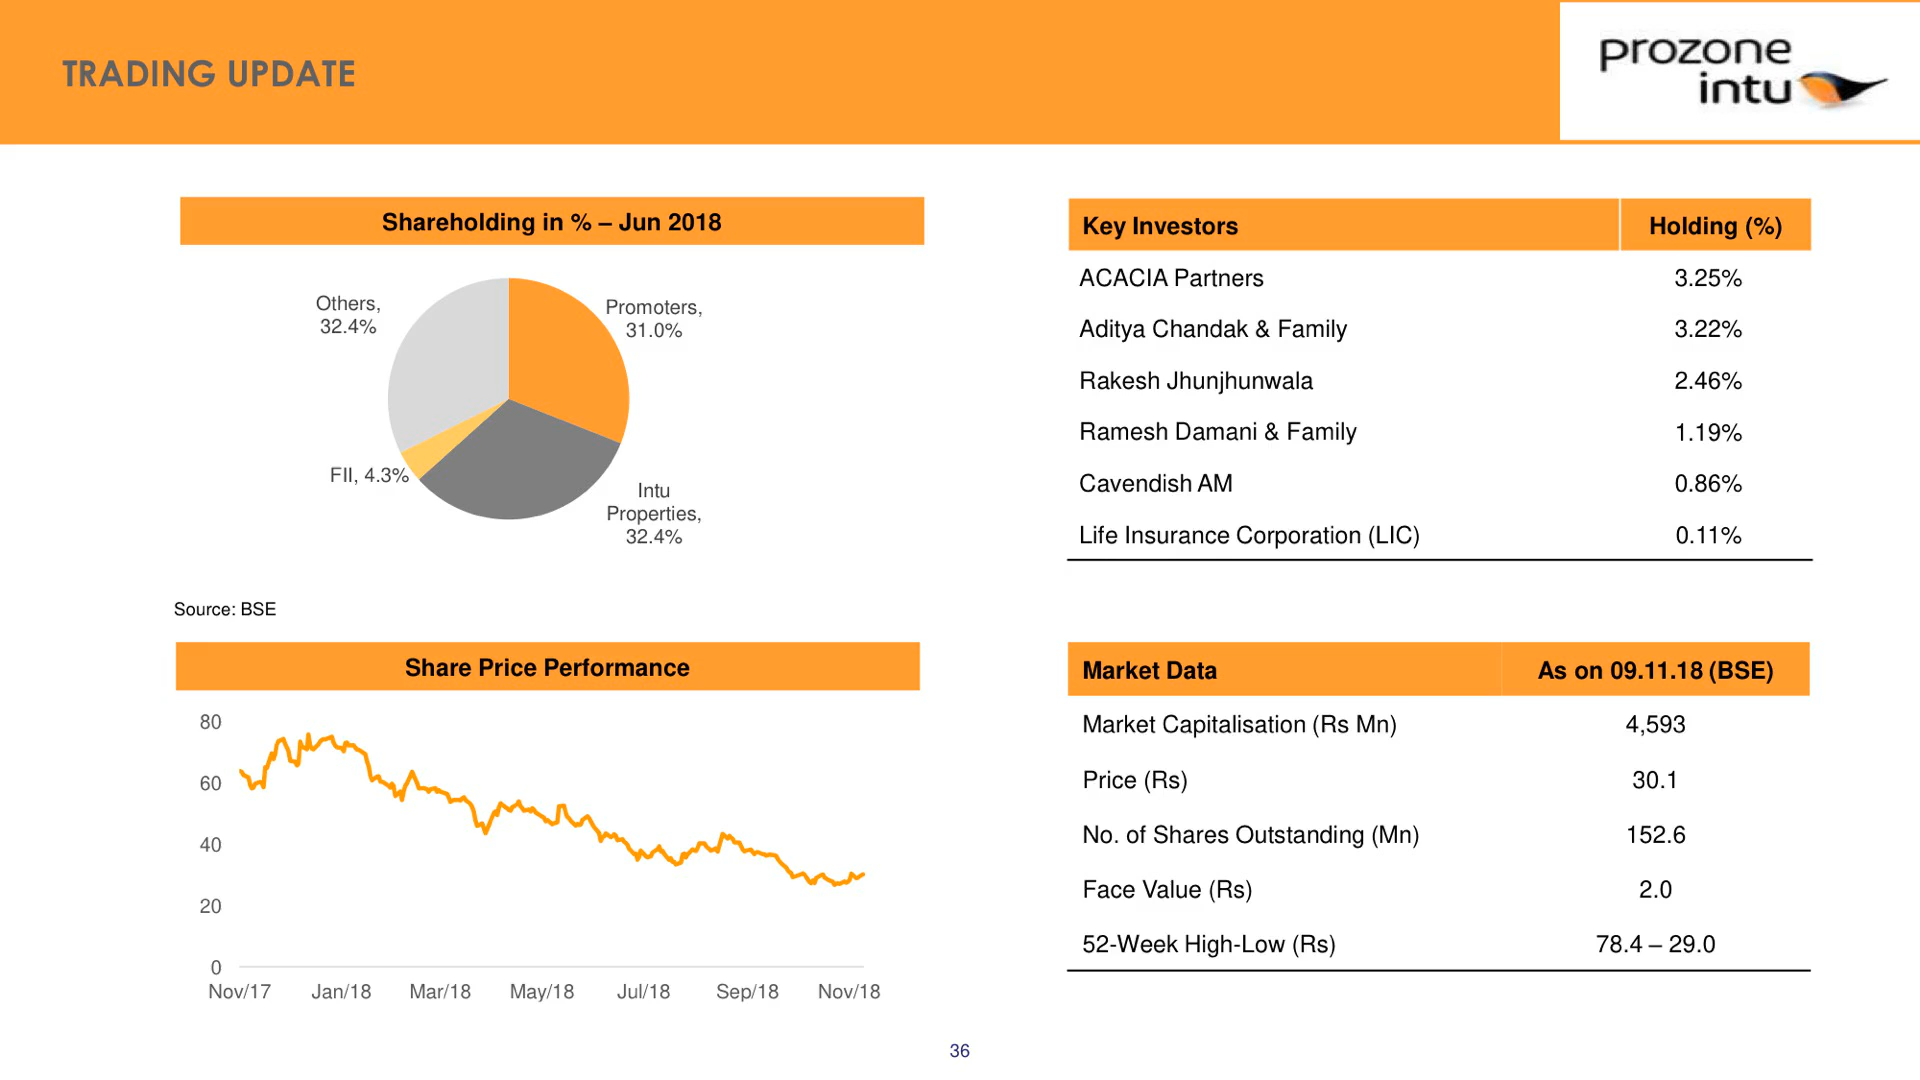 TRADING UPDATE
prozone
intu
Shareholding in % – Jun 2018
Others,
32.4%
Promoters,
31.0%
FII, 4.3%
Intu
Properties,
32.4%
Source: BSE
Key Investors Holding (%)
ACACIA Partners 3.25%
Aditya Chandak & Family 3.22%
Rakesh Jhunjhunwala 2.46%
Ramesh Damani & Family 1.19%
Cavendish AM 0.86%
Life Insurance Corporation (LIC) 0.11%
Share Price Performance
80
60
40
20
0
Nov/17 Jan/18 Mar/18 May/18 Jul/18 Sep/18 Nov/18
Market Data As on 09.11.18 (BSE)
Market Capitalisation (Rs Mn) 4,593
Price (Rs) 30.1
No. of Shares Outstanding (Mn) 152.6
Face Value (Rs) 2.0
52-Week High-Low (Rs) 78.4 – 29.0
36